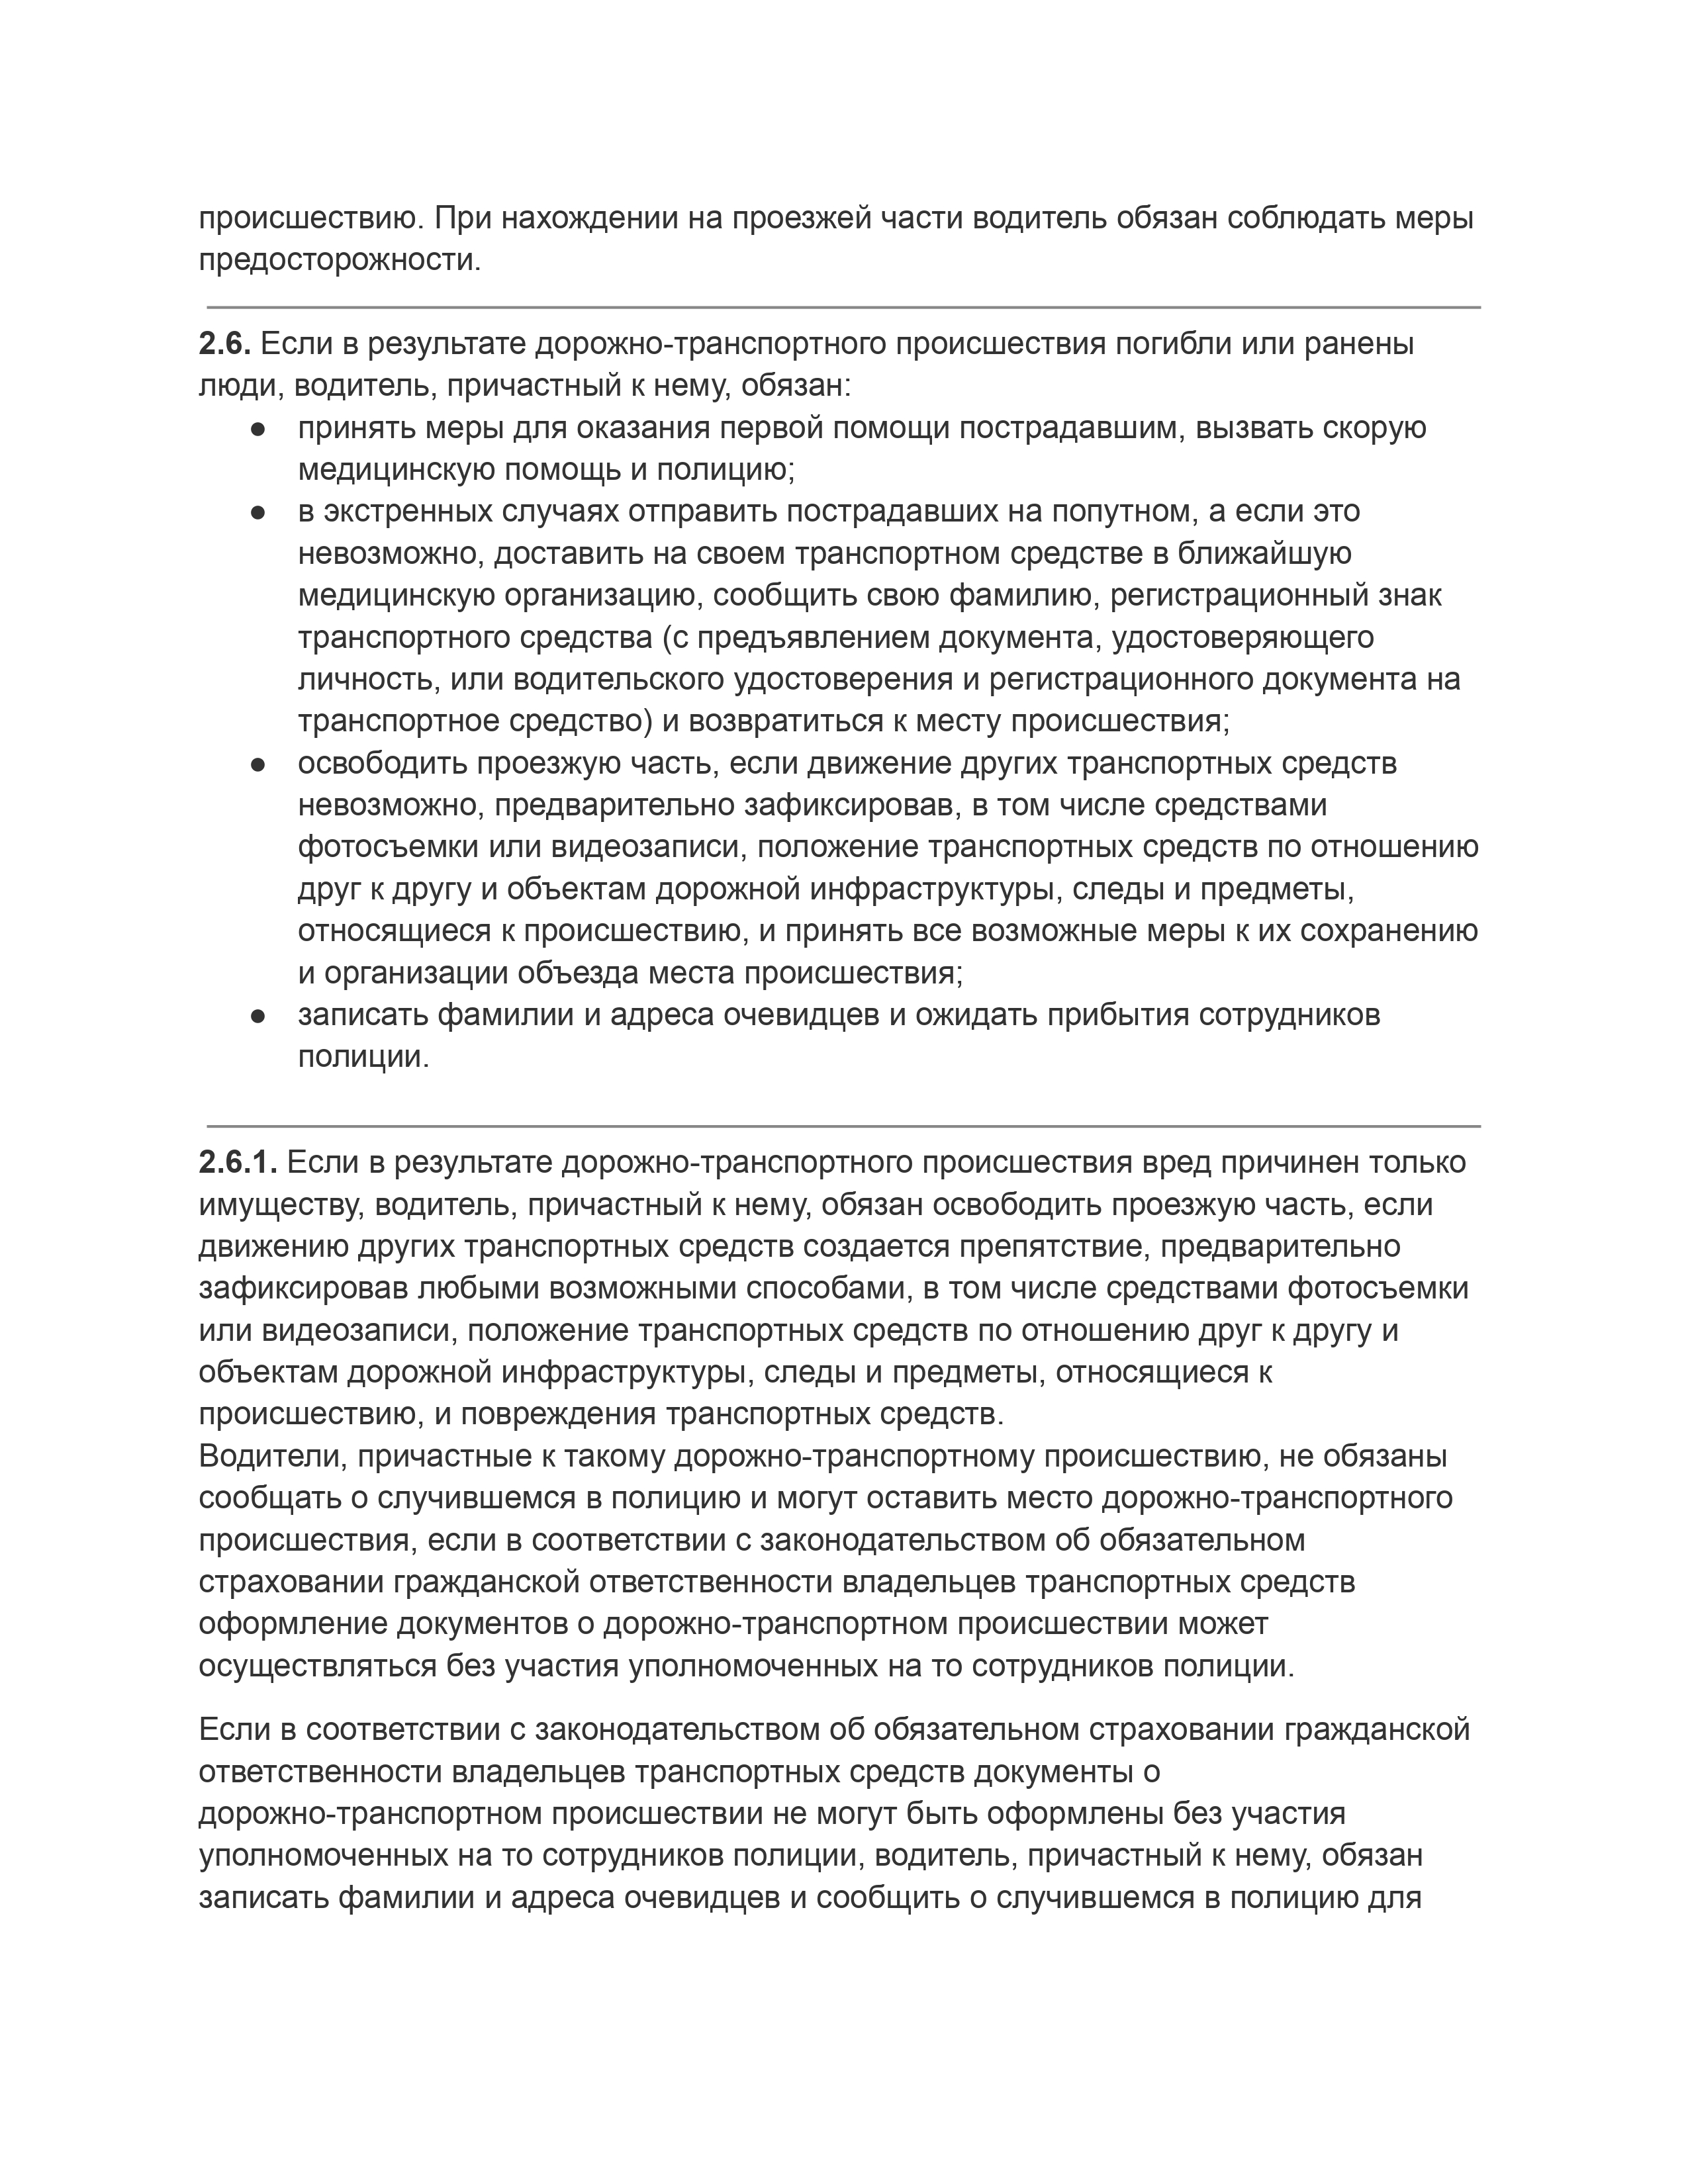 происшествию. При нахождении на проезжей части водитель обязан соблюдать меры
предосторожности.
2.6. Если в результате дорожно-транспортного происшествия погибли или ранены
люди, водитель, причастный к нему, обязан:
● принять меры для оказания первой помощи пострадавшим, вызвать скорую
медицинскую помощь и полицию;
● в экстренных случаях отправить пострадавших на попутном, а если это
невозможно, доставить на своем транспортном средстве в ближайшую
медицинскую организацию, сообщить свою фамилию, регистрационный знак
транспортного средства (с предъявлением документа, удостоверяющего
личность, или водительского удостоверения и регистрационного документа на
транспортное средство) и возвратиться к месту происшествия;
● освободить проезжую часть, если движение других транспортных средств
невозможно, предварительно зафиксировав, в том числе средствами
фотосъемки или видеозаписи, положение транспортных средств по отношению
друг к другу и объектам дорожной инфраструктуры, следы и предметы,
относящиеся к происшествию, и принять все возможные меры к их сохранению
и организации объезда места происшествия;
● записать фамилии и адреса очевидцев и ожидать прибытия сотрудников
полиции.
2.6.1. Если в результате дорожно-транспортного происшествия вред причинен только
имуществу, водитель, причастный к нему, обязан освободить проезжую часть, если
движению других транспортных средств создается препятствие, предварительно
зафиксировав любыми возможными способами, в том числе средствами фотосъемки
или видеозаписи, положение транспортных средств по отношению друг к другу и
объектам дорожной инфраструктуры, следы и предметы, относящиеся к
происшествию, и повреждения транспортных средств.
Водители, причастные к такому дорожно-транспортному происшествию, не обязаны
сообщать о случившемся в полицию и могут оставить место дорожно-транспортного
происшествия, если в соответствии с законодательством об обязательном
страховании гражданской ответственности владельцев транспортных средств
оформление документов о дорожно-транспортном происшествии может
осуществляться без участия уполномоченных на то сотрудников полиции.
Если в соответствии с законодательством об обязательном страховании гражданской
ответственности владельцев транспортных средств документы о
дорожно-транспортном происшествии не могут быть оформлены без участия
уполномоченных на то сотрудников полиции, водитель, причастный к нему, обязан
записать фамилии и адреса очевидцев и сообщить о случившемся в полицию для